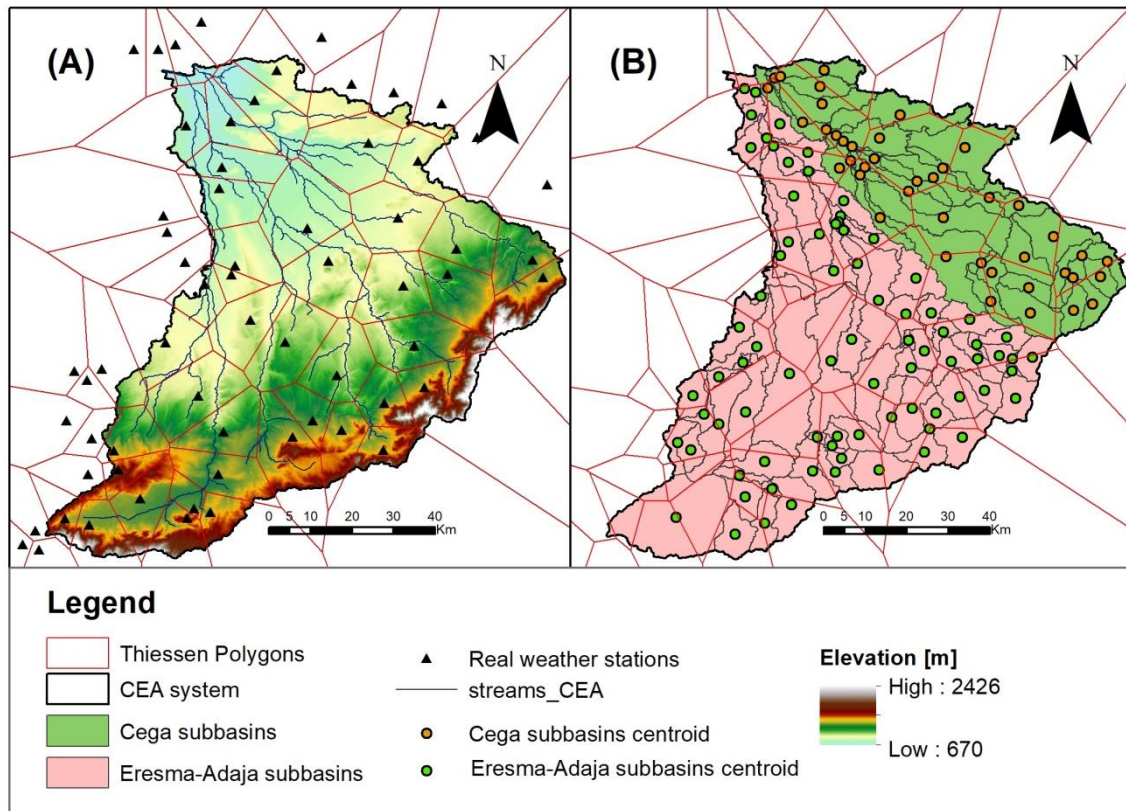 (A)
N
0 5 10 20 30 40
Km
(B)
N
0 5 10 20 30 40
Km
Legend
Thiessen Polygons
CEA system
Cega subbasins
Eresma-Adaja subbasins
Real weather stations
streams_CEA
Cega subbasins centroid
Eresma-Adaja subbasins centroid
Elevation [m]
High : 2426
Low : 670